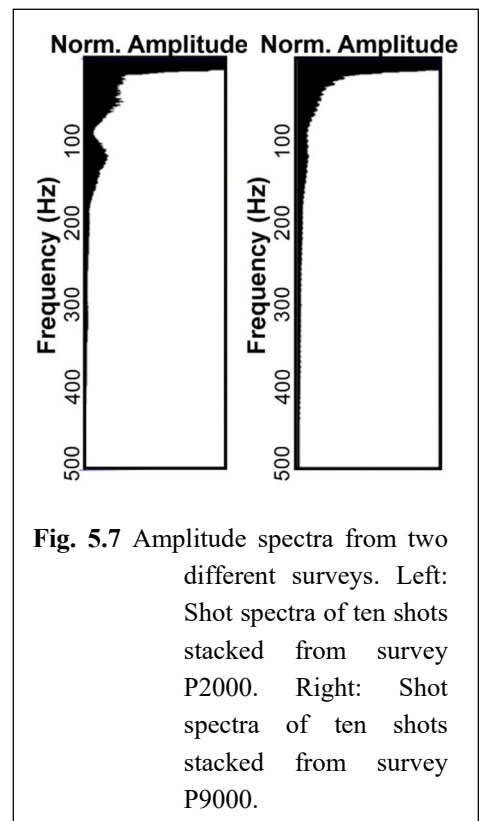 Norm. Amplitude Norm. Amplitude
Frequency (Hz)
100
200
300
400
500
Frequency (Hz)
100
200
300
400
500
Fig. 5.7 Amplitude spectra from two
different surveys. Left:
Shot spectra of ten shots
stacked from survey
P2000. Right: Shot
spectra of ten shots
stacked from survey
P9000.